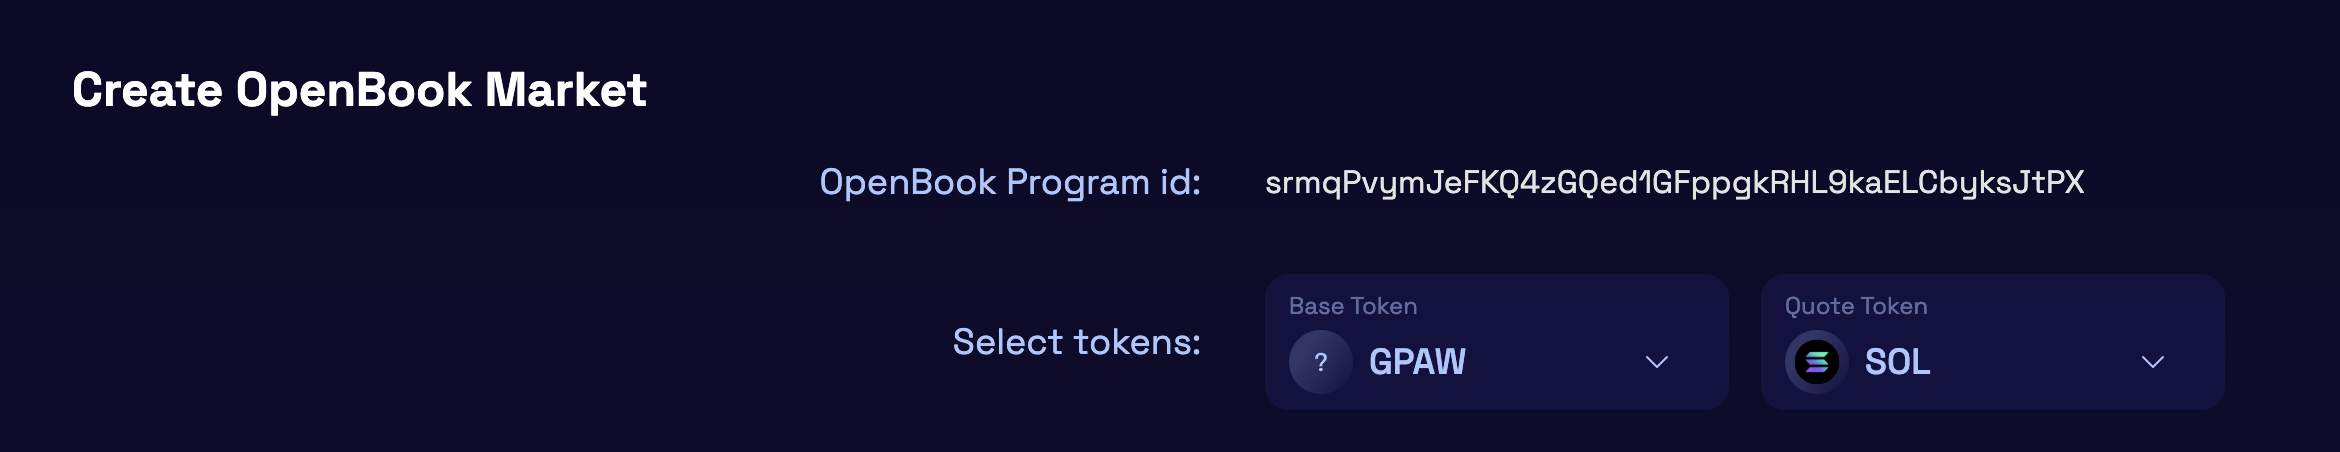 Create OpenBook Market
OpenBook Program id: srmqPvymJeFKQ4zGQed1GFppgkRHL9kaELCbyksJtPX
Select tokens:
Base Token
? GPAW
Quote Token
SOL